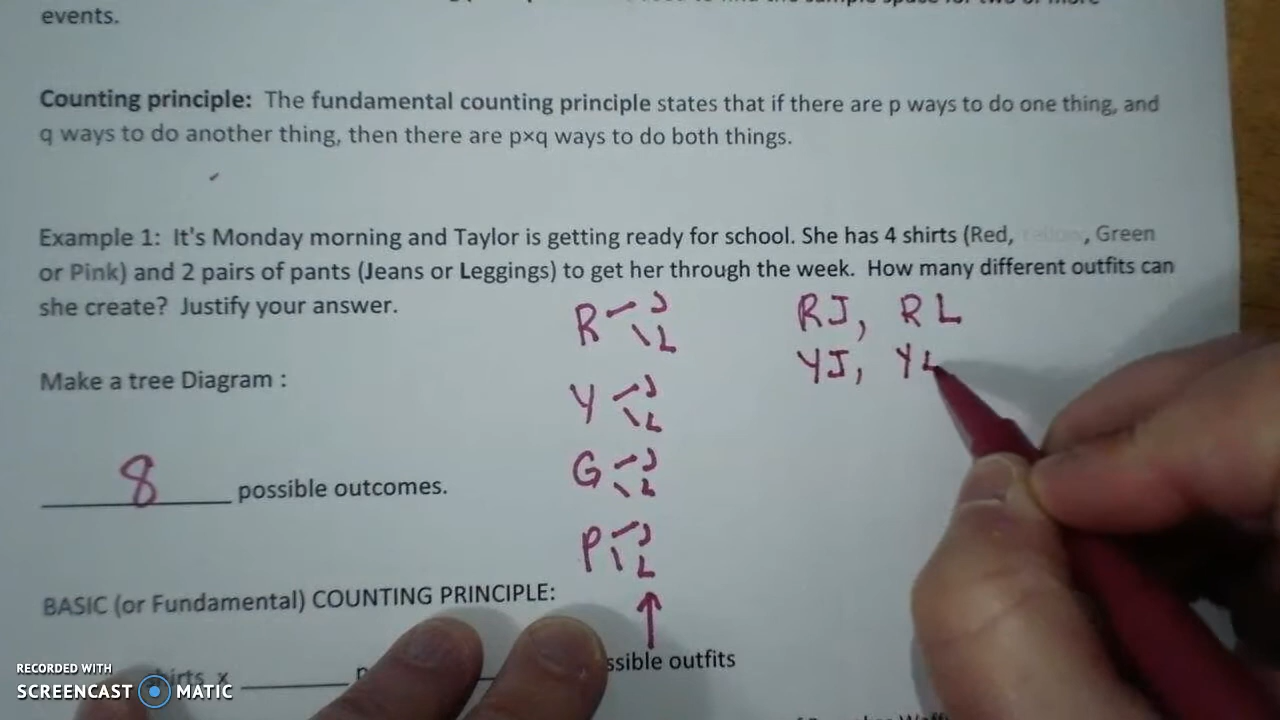 events.
Counting principle: The fundamental counting principle states that if there are p ways to do one thing, and
q ways to do another thing, then there are p×q ways to do both things.
Example 1: It's Monday morning and Taylor is getting ready for school. She has 4 shirts (Red, , Green
or Pink) and 2 pairs of pants (Jeans or Leggings) to get her through the week. How many different outfits can
she create? Justify your answer.
R J
L
RJ, RL
YJ, YL
Make a tree Diagram :
Y J
L
8 possible outcomes.
G J
L
P J
L
BASIC (or Fundamental) COUNTING PRINCIPLE:
x outfits
RECORDED WITH
SCREENCAST MATIC